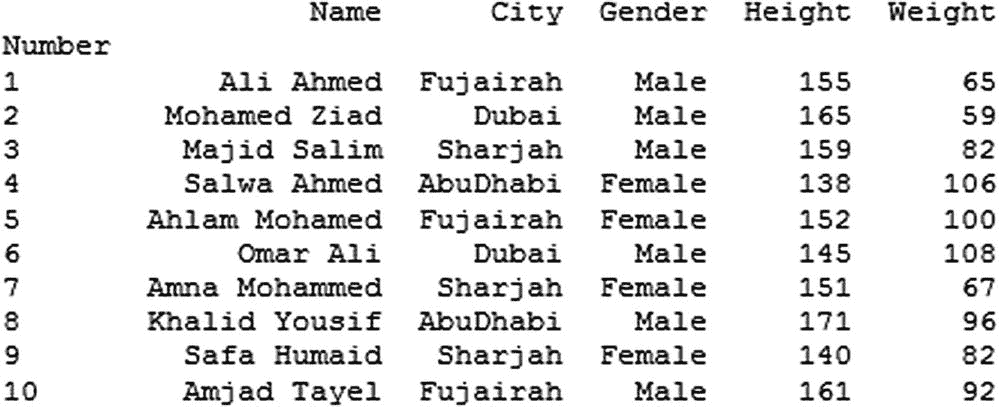 Name City Gender Height Weight
Number
1 Ali Ahmed Fujairah Male 155 65
2 Mohamed Ziad Dubai Male 165 59
3 Majid Salim Sharjah Male 159 82
4 Salwa Ahmed AbuDhabi Female 138 106
5 Ahlam Mohamed Fujairah Female 152 100
6 Omar Ali Dubai Male 145 108
7 Amna Mohammed Sharjah Female 151 67
8 Khalid Yousif AbuDhabi Male 171 96
9 Safa Humaid Sharjah Female 140 82
10 Amjad Tayel Fujairah Male 161 92